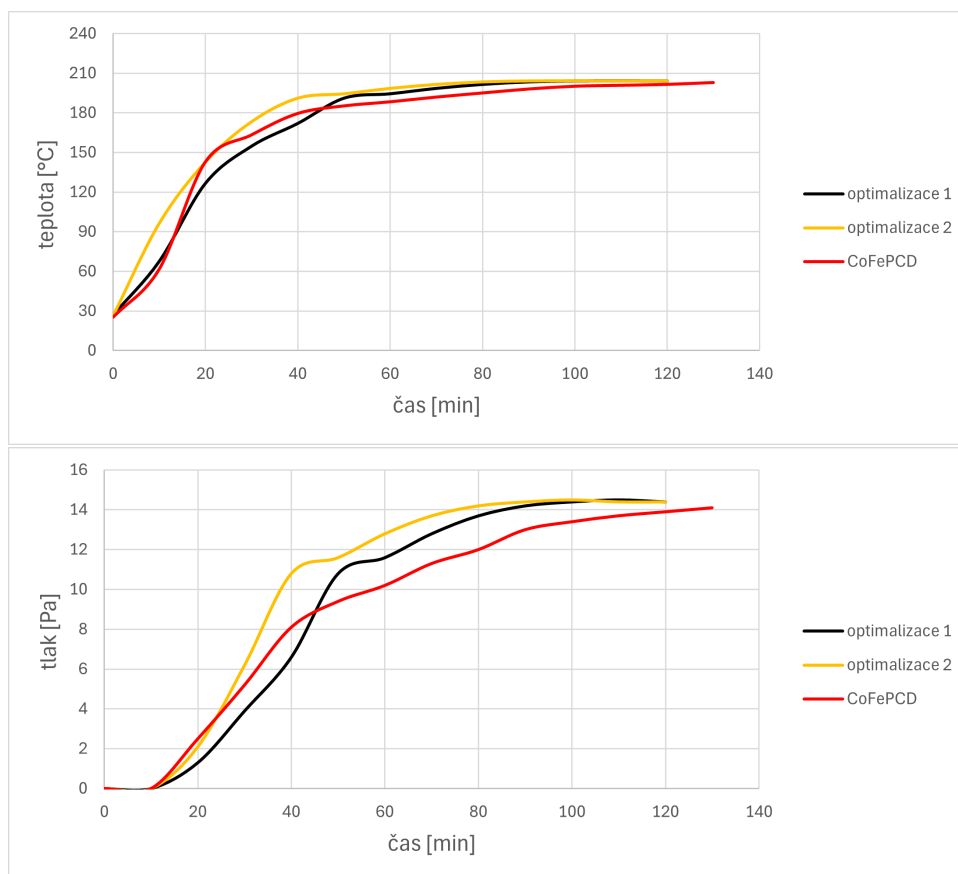 240
210
180
150
120
90
60
30
0
teplota [°C]
0 20 40 60 80 100 120 140
čas [min]
optimalizace 1
optimalizace 2
CoFePCD
16
14
12
10
8
6
4
2
0
tlak [Pa]
0 20 40 60 80 100 120 140
čas [min]
optimalizace 1
optimalizace 2
CoFePCD